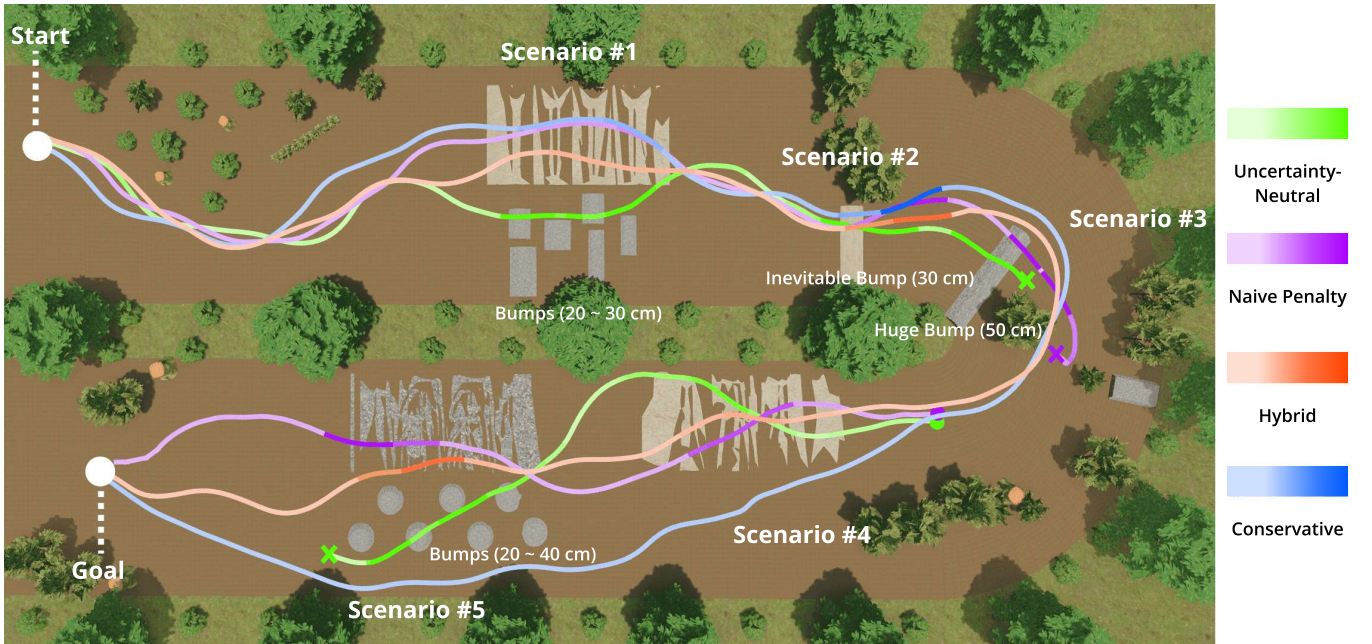 Start
Scenario #1
Scenario #2
Scenario #3
Inevitable Bump (30 cm)
Bumps (20 ~ 30 cm)
Huge Bump (50 cm)
Scenario #4
Bumps (20 ~ 40 cm)
Goal
Scenario #5
Uncertainty-
Neutral
Naive Penalty
Hybrid
Conservative